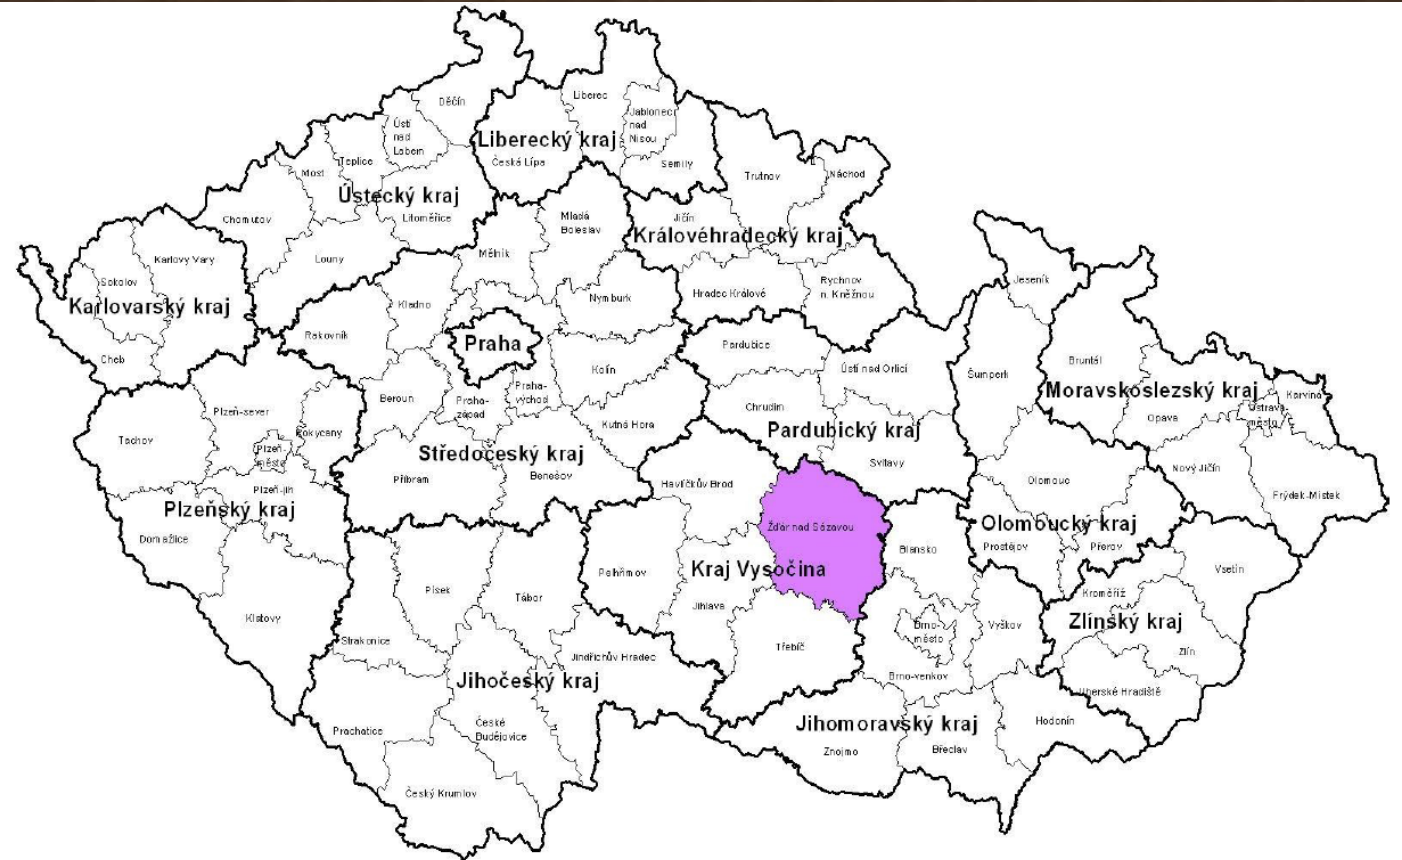 Děčín
Liberec
Ústí
nad
Labem
Jablonec
nad
Nisou
Liberecký kraj
Česká Lípa
Semily
Teplice
Most
Ústecký kraj
Litoměřice
Chomutov
Louny
Trutnov
Náchod
Jičín
Královéhradecký kraj
Hradec Králové
Rychnov
n. Kněžnou
Mladá
Boleslav
Mělník
Nymburk
Kladno
Rakovník
Praha
Kolín
Beroun
Praha-
západ
Praha-
východ
Kutná Hora
Středočeský kraj
Příbram
Benešov
Karlovy Vary
Sokolov
Karlovarský kraj
Cheb
Tachov
Plzeň-sever
Rokycany
Plzeň-
město
Plzeň-jih
Plzeňský kraj
Domažlice
Klatovy
Pardubice
Ústí nad Orlicí
Chrudim
Pardubický kraj
Svitavy
Havlíčkův Brod
Žďár nad Sázavou
Kraj Vysočina
Pelhřimov
Jihlava
Třebíč
Písek
Tábor
Strakonice
Jindřichův Hradec
Jihočeský kraj
Prachatice
České
Budějovice
Český Krumlov
Jeseník
Šumperk
Olomouc
Olomoucký kraj
Prostějov
Přerov
Bruntál
Moravskoslezský kraj
Karviná
Ostrava-
město
Opava
Nový Jičín
Frýdek-Místek
Vsetín
Kroměříž
Zlínský kraj
Zlín
Uherské Hradiště
Blansko
Brno-
město
Vyškov
Brno-venkov
Jihomoravský kraj
Hodonín
Znojmo
Břeclav